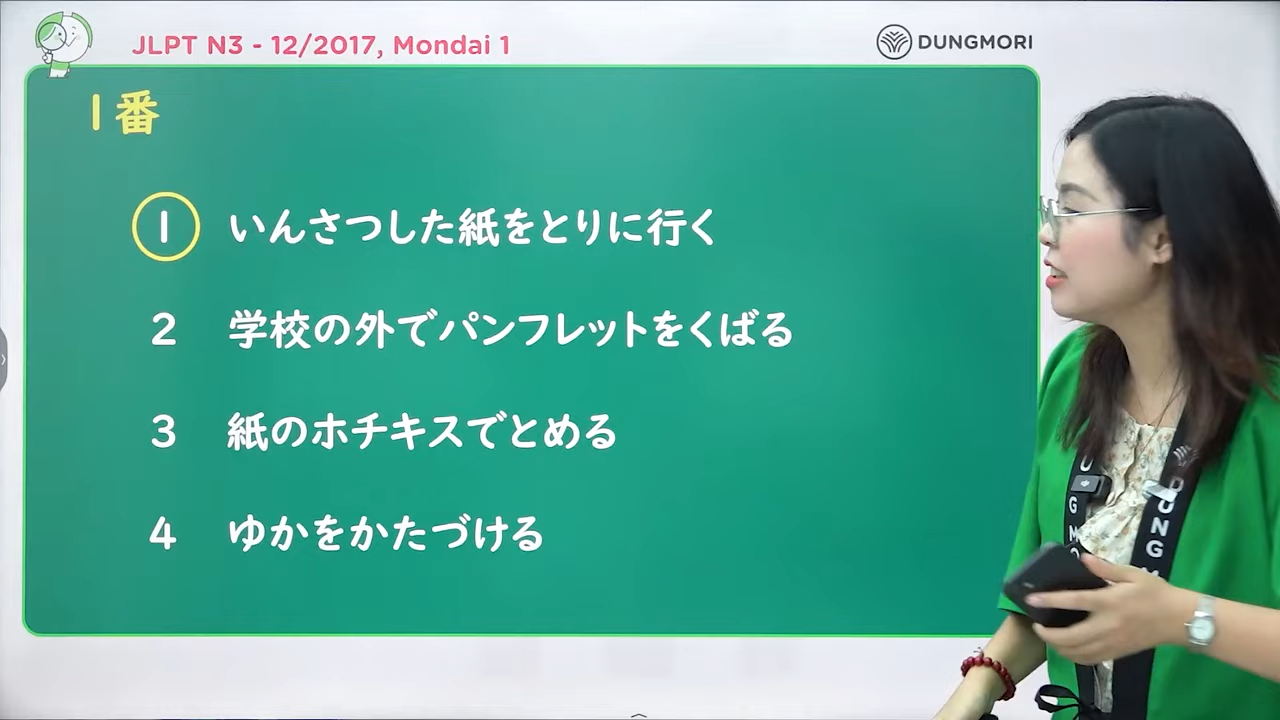 JLPT N3 - 12/2017, Mondai 1
DUNGMORI
1番
1 いんさつした紙をとりに行く
2 学校の外でパンフレットをくばる
3 紙のホチキスでとめる
4 ゆかをかたづける